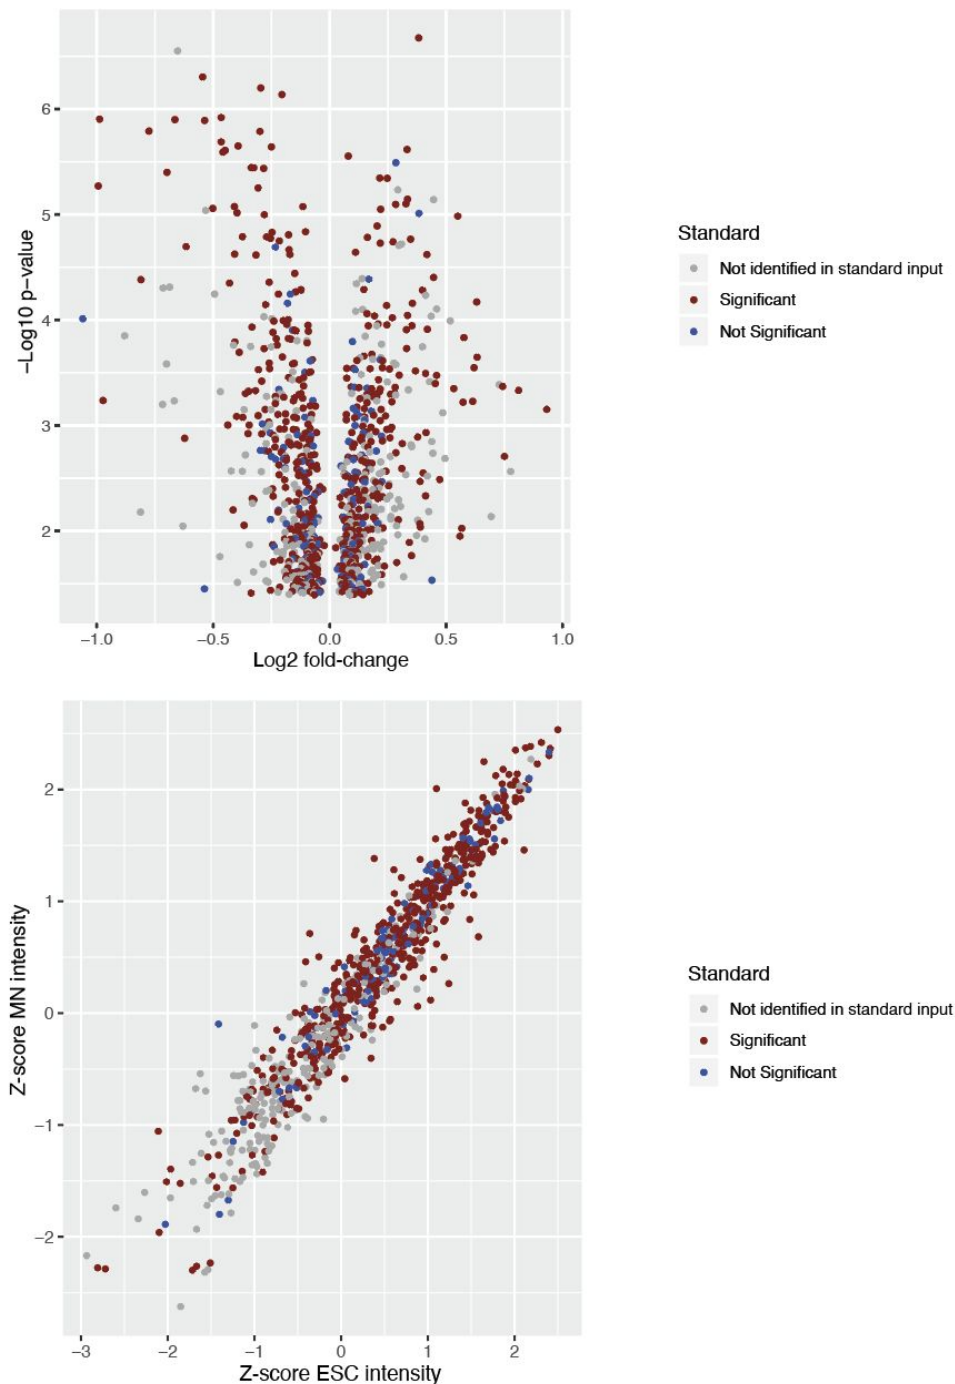 6
5
4
3
2
−Log10 p−value
−1.0 −0.5 0.0 0.5 1.0
Log2 fold−change
Standard
Not identified in standard input
Significant
Not Significant
2
1
0
−1
−2
Z−score MN intensity
−3 −2 −1 0 1 2
Z−score ESC intensity
Standard
Not identified in standard input
Significant
Not Significant